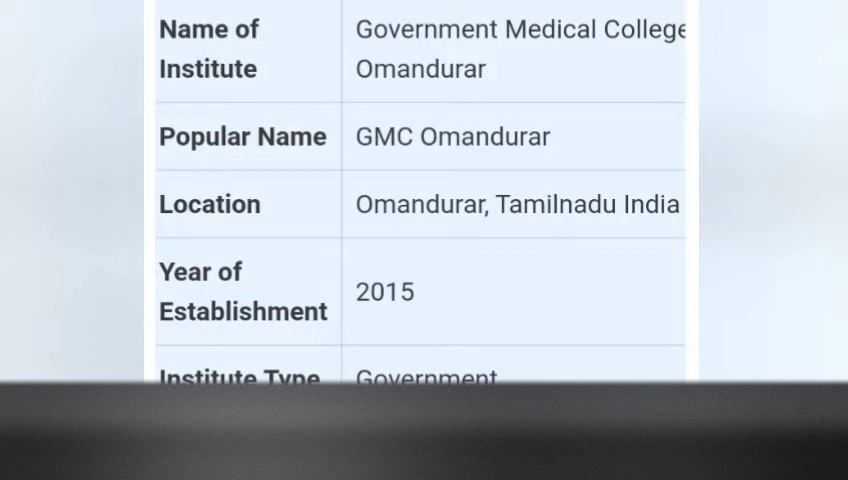 Name of Institute
Government Medical College
Omandurar
Popular Name
GMC Omandurar
Location
Omandurar, Tamilnadu India
Year of
Establishment
2015
Institute Type
Government